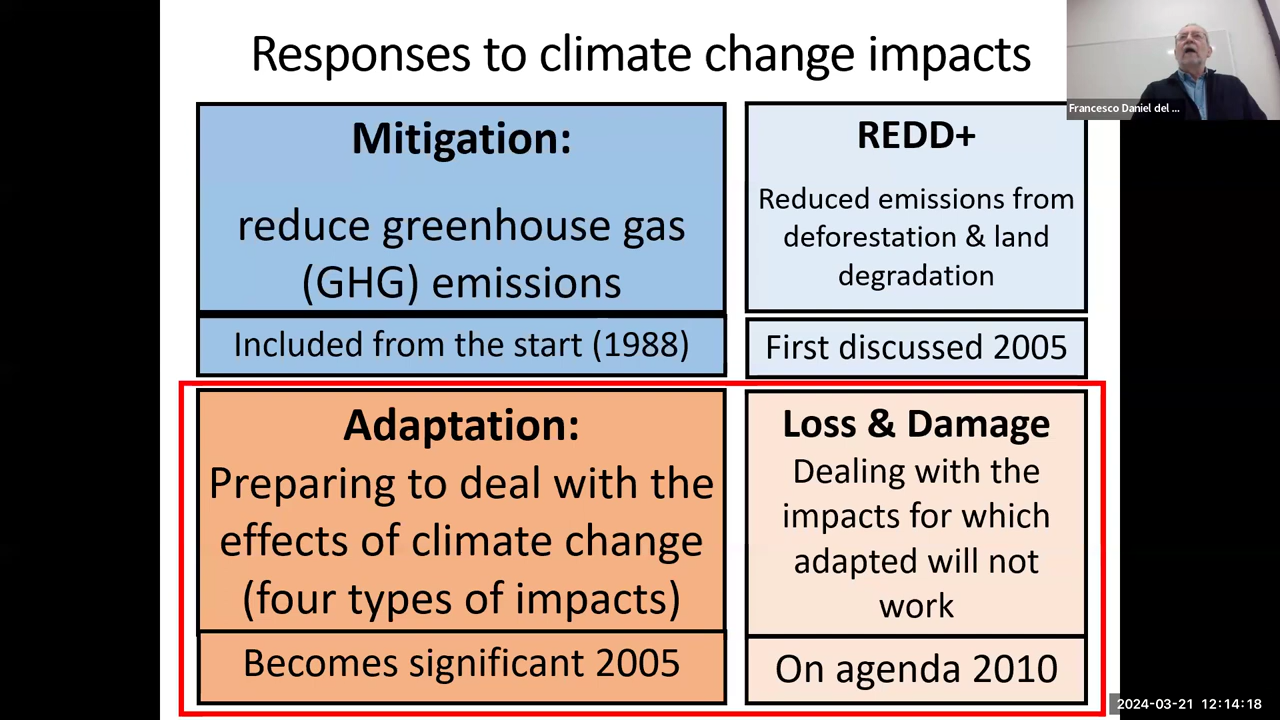 Responses to climate change impacts
Francesco Daniel del ...
Mitigation:
reduce greenhouse gas
(GHG) emissions
Included from the start (1988)
REDD+
Reduced emissions from
deforestation & land
degradation
First discussed 2005
Adaptation:
Preparing to deal with the
effects of climate change
(four types of impacts)
Becomes significant 2005
Loss & Damage
Dealing with the
impacts for which
adapted will not
work
On agenda 2010
2024-03-21 12:14:18